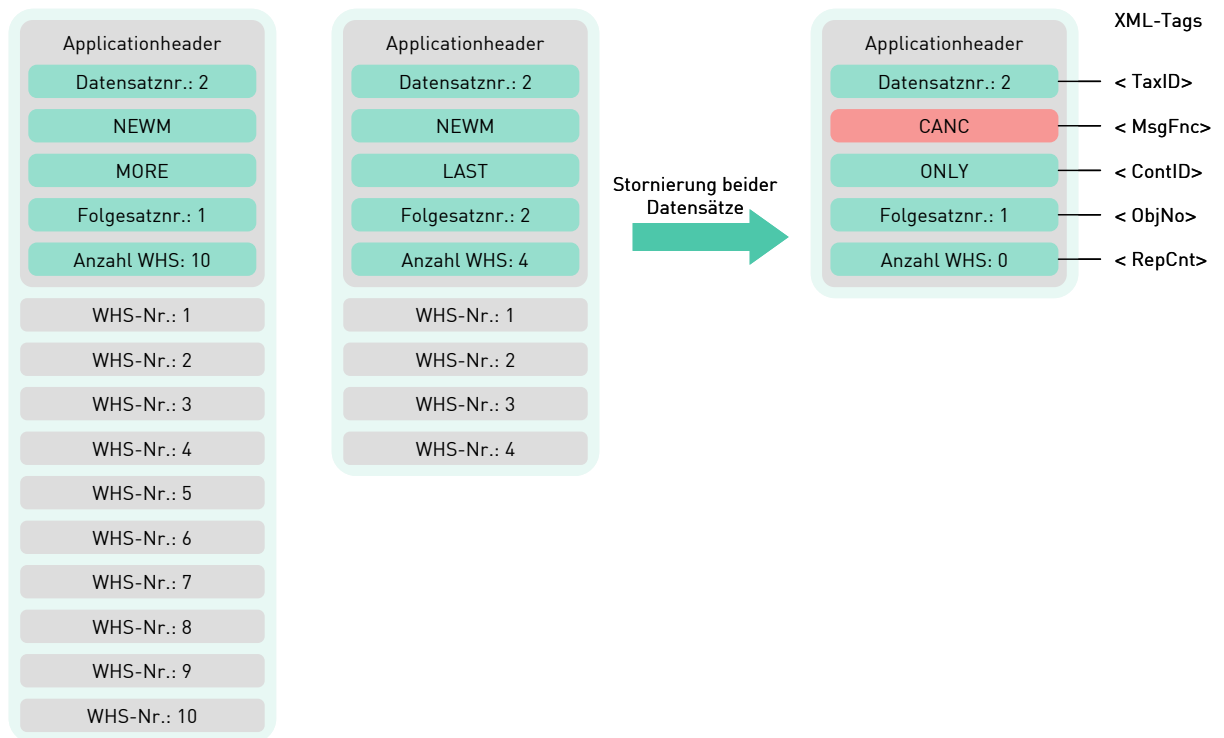 Applicationheader
Datensatznr.: 2
NEWM
MORE
Folgesatznr.: 1
Anzahl WHS: 10
WHS-Nr.: 1
WHS-Nr.: 2
WHS-Nr.: 3
WHS-Nr.: 4
WHS-Nr.: 5
WHS-Nr.: 6
WHS-Nr.: 7
WHS-Nr.: 8
WHS-Nr.: 9
WHS-Nr.: 10
Applicationheader
Datensatznr.: 2
NEWM
LAST
Folgesatznr.: 2
Anzahl WHS: 4
WHS-Nr.: 1
WHS-Nr.: 2
WHS-Nr.: 3
WHS-Nr.: 4
Stornierung beider
Datensätze
Applicationheader
Datensatznr.: 2
CANC
ONLY
Folgesatznr.: 1
Anzahl WHS: 0
XML-Tags
< TaxID>
< MsgFnc>
< ContID>
< ObjNo>
< RepCnt>